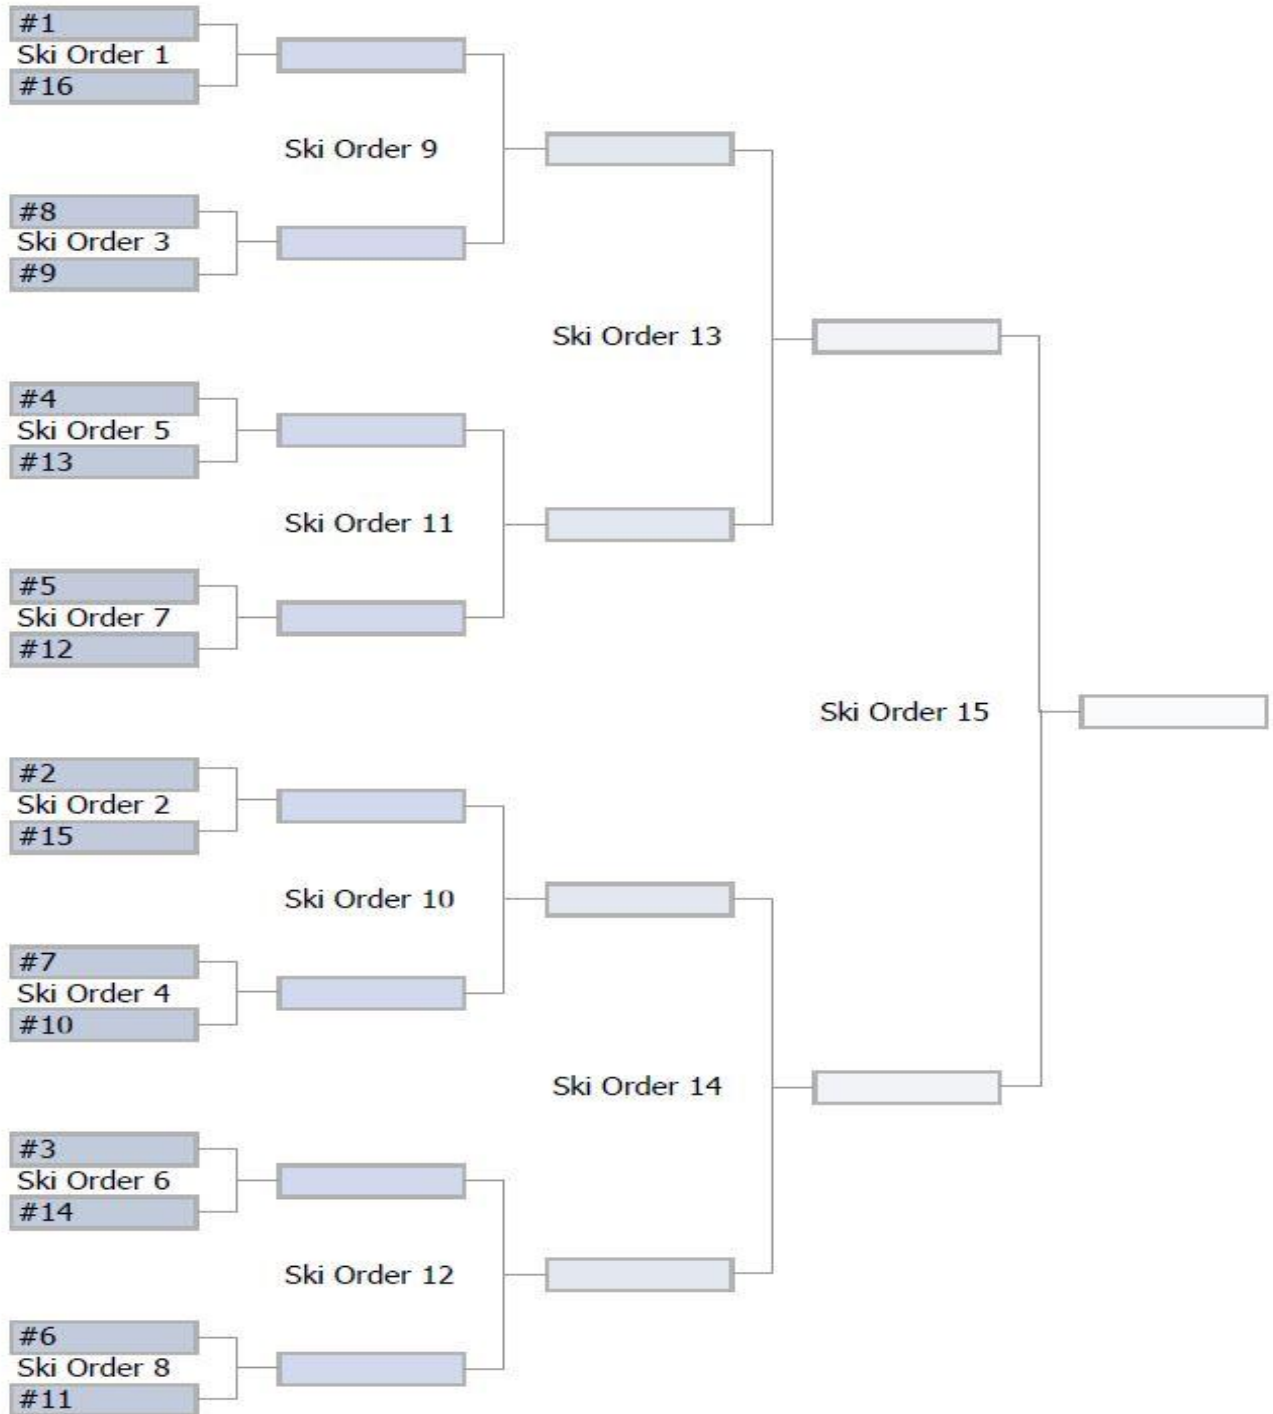 #1
Ski Order 1
#16
Ski Order 9
#8
Ski Order 3
#9
Ski Order 13
#4
Ski Order 5
#13
Ski Order 11
#5
Ski Order 7
#12
Ski Order 15
#2
Ski Order 2
#15
Ski Order 10
#7
Ski Order 4
#10
Ski Order 14
#3
Ski Order 6
#14
Ski Order 12
#6
Ski Order 8
#11